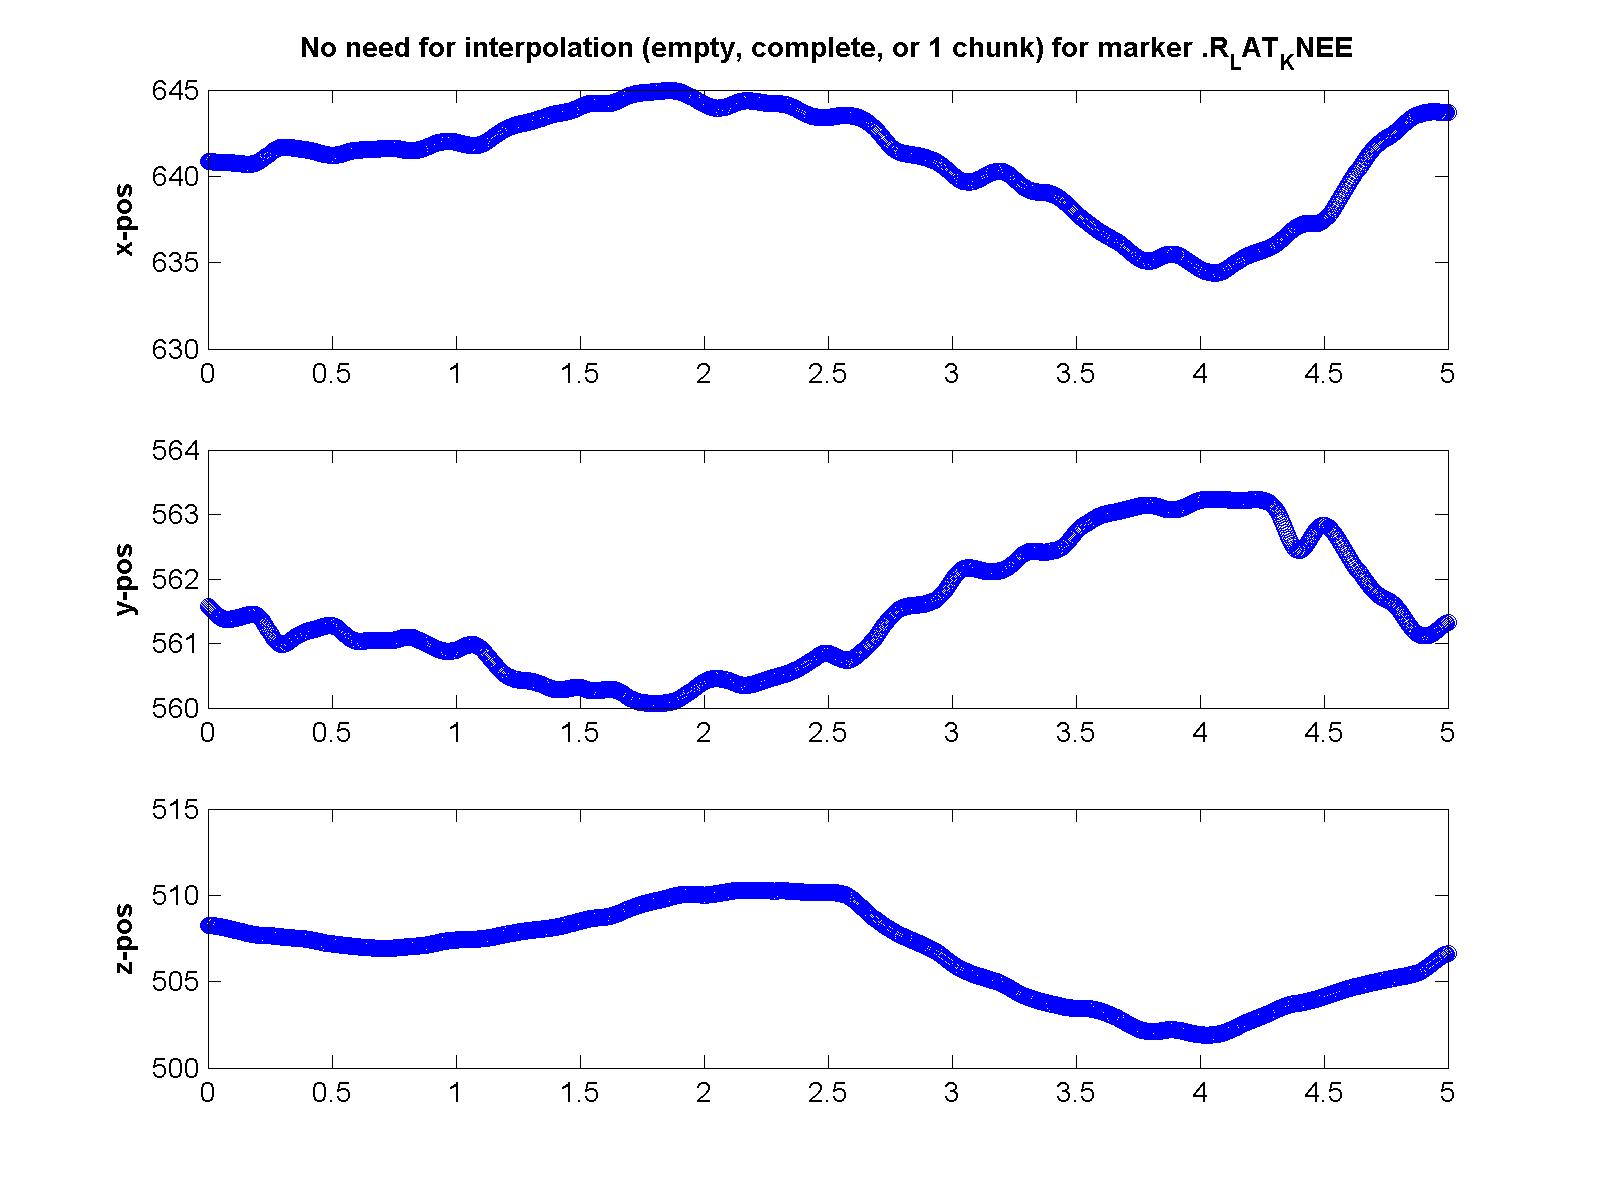 No need for interpolation (empty, complete, or 1 chunk) for marker .R_LAT_KNEE
645
640
635
630
x-pos
0 0.5 1 1.5 2 2.5 3 3.5 4 4.5 5
564
563
562
561
560
y-pos
0 0.5 1 1.5 2 2.5 3 3.5 4 4.5 5
515
510
505
500
z-pos
0 0.5 1 1.5 2 2.5 3 3.5 4 4.5 5